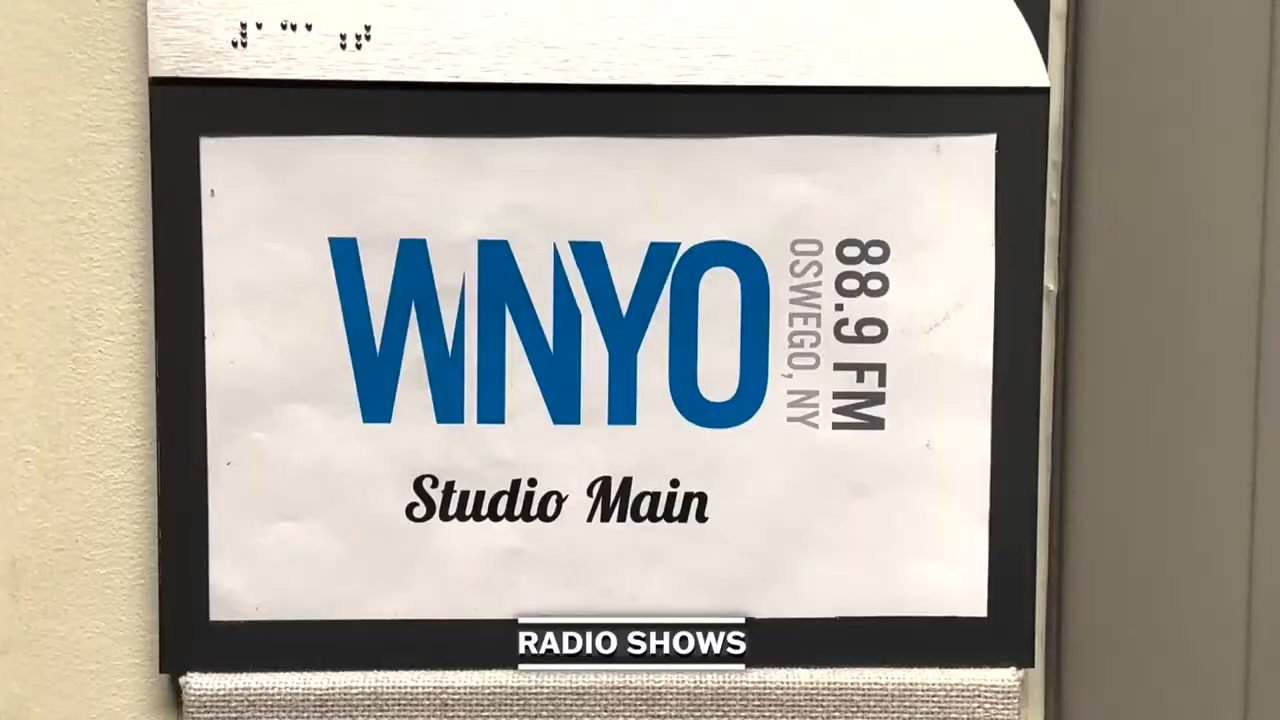 WNYO
OSWEGO, NY
88.9 FM
Studio Main
RADIO SHOWS